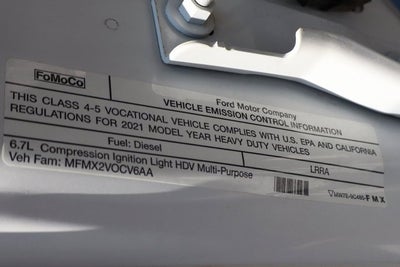 FoMoCo
Ford Motor Company
VEHICLE EMISSION CONTROL INFORMATION
THIS CLASS 4-5 VOCATIONAL VEHICLE COMPLIES WITH U.S. EPA AND CALIFORNIA
REGULATIONS FOR 2021 MODEL YEAR HEAVY DUTY VEHICLES
Fuel: Diesel
LRRA
6.7L Compression Ignition Light HDV Multi-Purpose
Veh Fam: MFMX2VOCV6AA
FMX